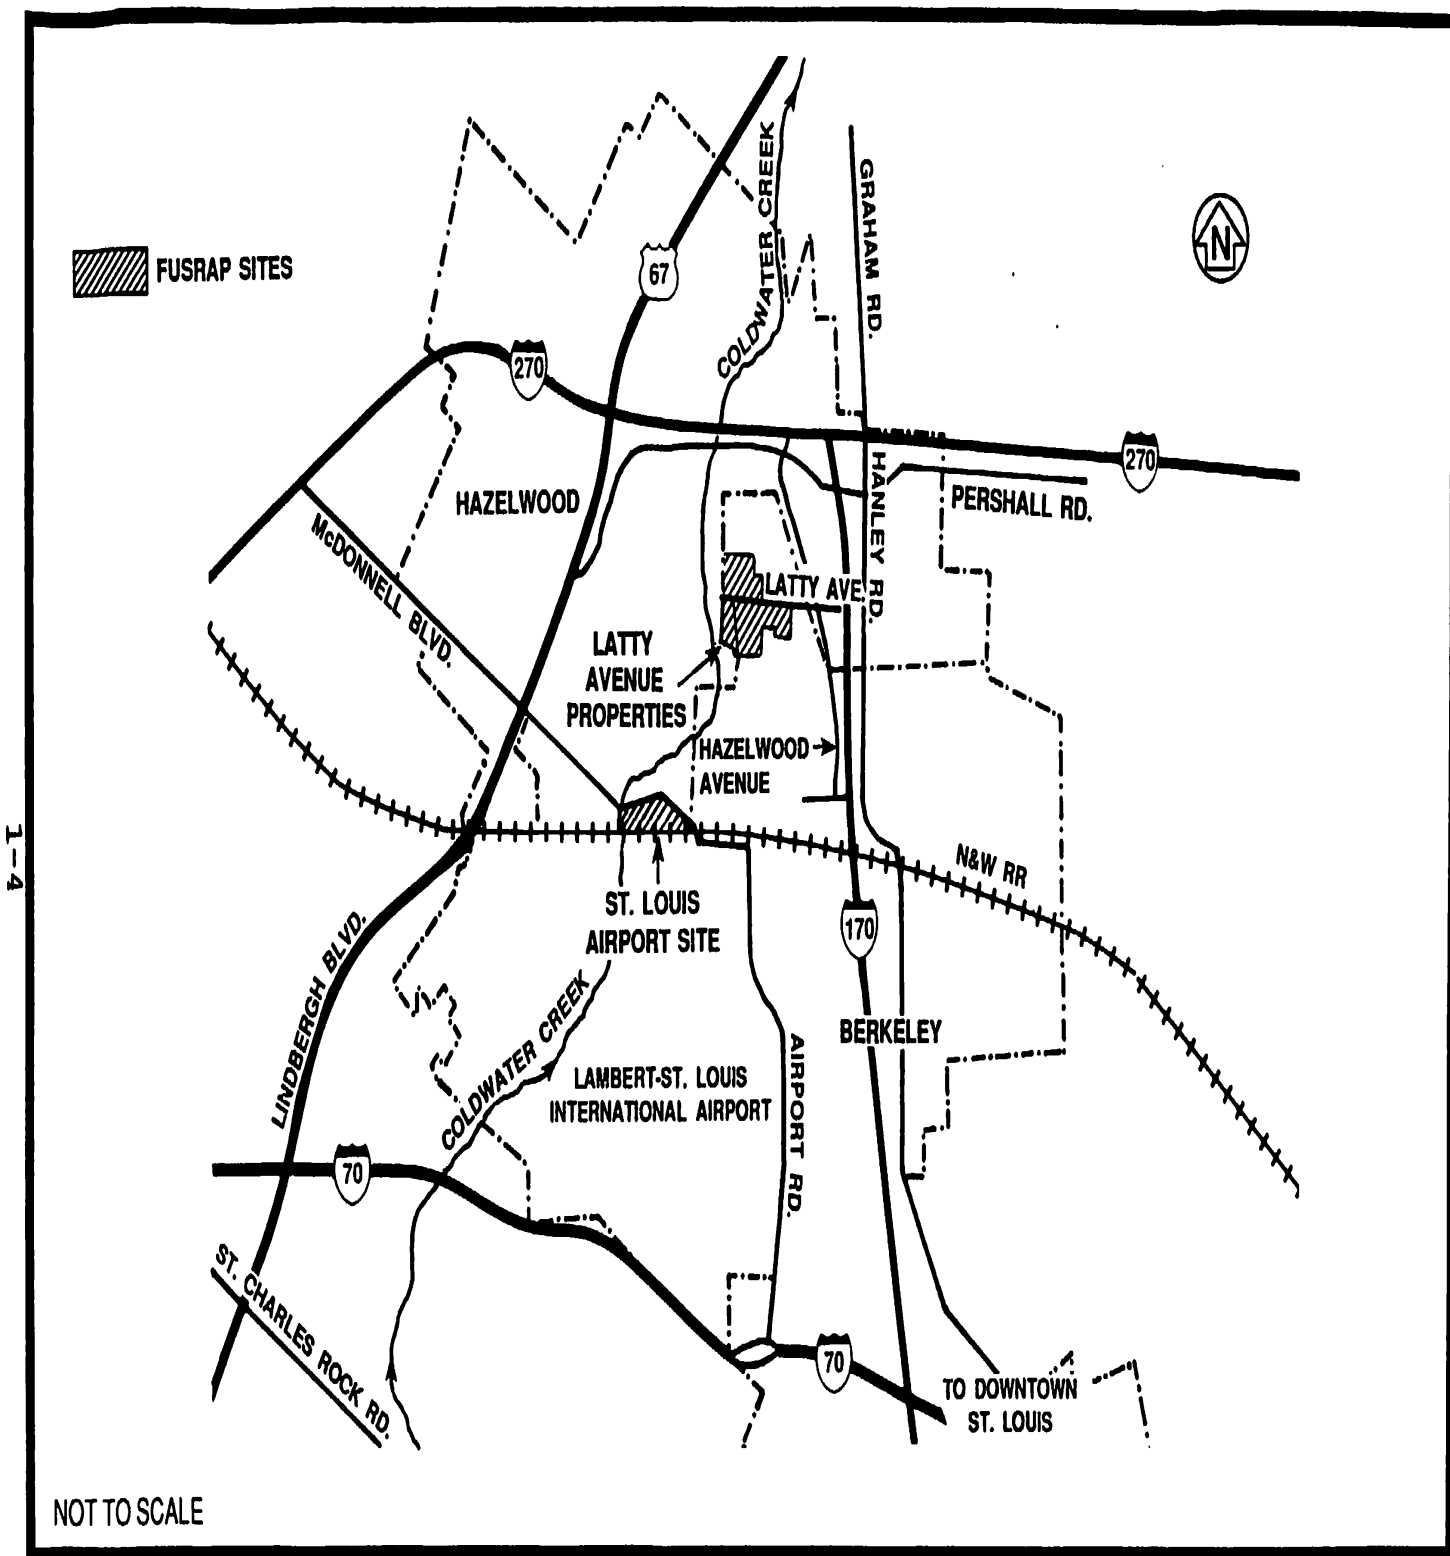 COLDWATER CREEK
GRAHAM RD.
N
FUSRAP SITES
67
270
270
HAZELWOOD
HANLEY RD.
PERSHALL RD.
McDONNELL BLVD.
LATTY AVE.
LATTY
AVENUE
PROPERTIES
HAZELWOOD
AVENUE
1-4
N&W RR
ST. LOUIS
AIRPORT SITE
170
LINDBERGH BLVD.
COLDWATER CREEK
BERKELEY
AIRPORT RD.
LAMBERT-ST. LOUIS
INTERNATIONAL AIRPORT
70
ST. CHARLES ROCK RD.
70
TO DOWNTOWN
ST. LOUIS
NOT TO SCALE